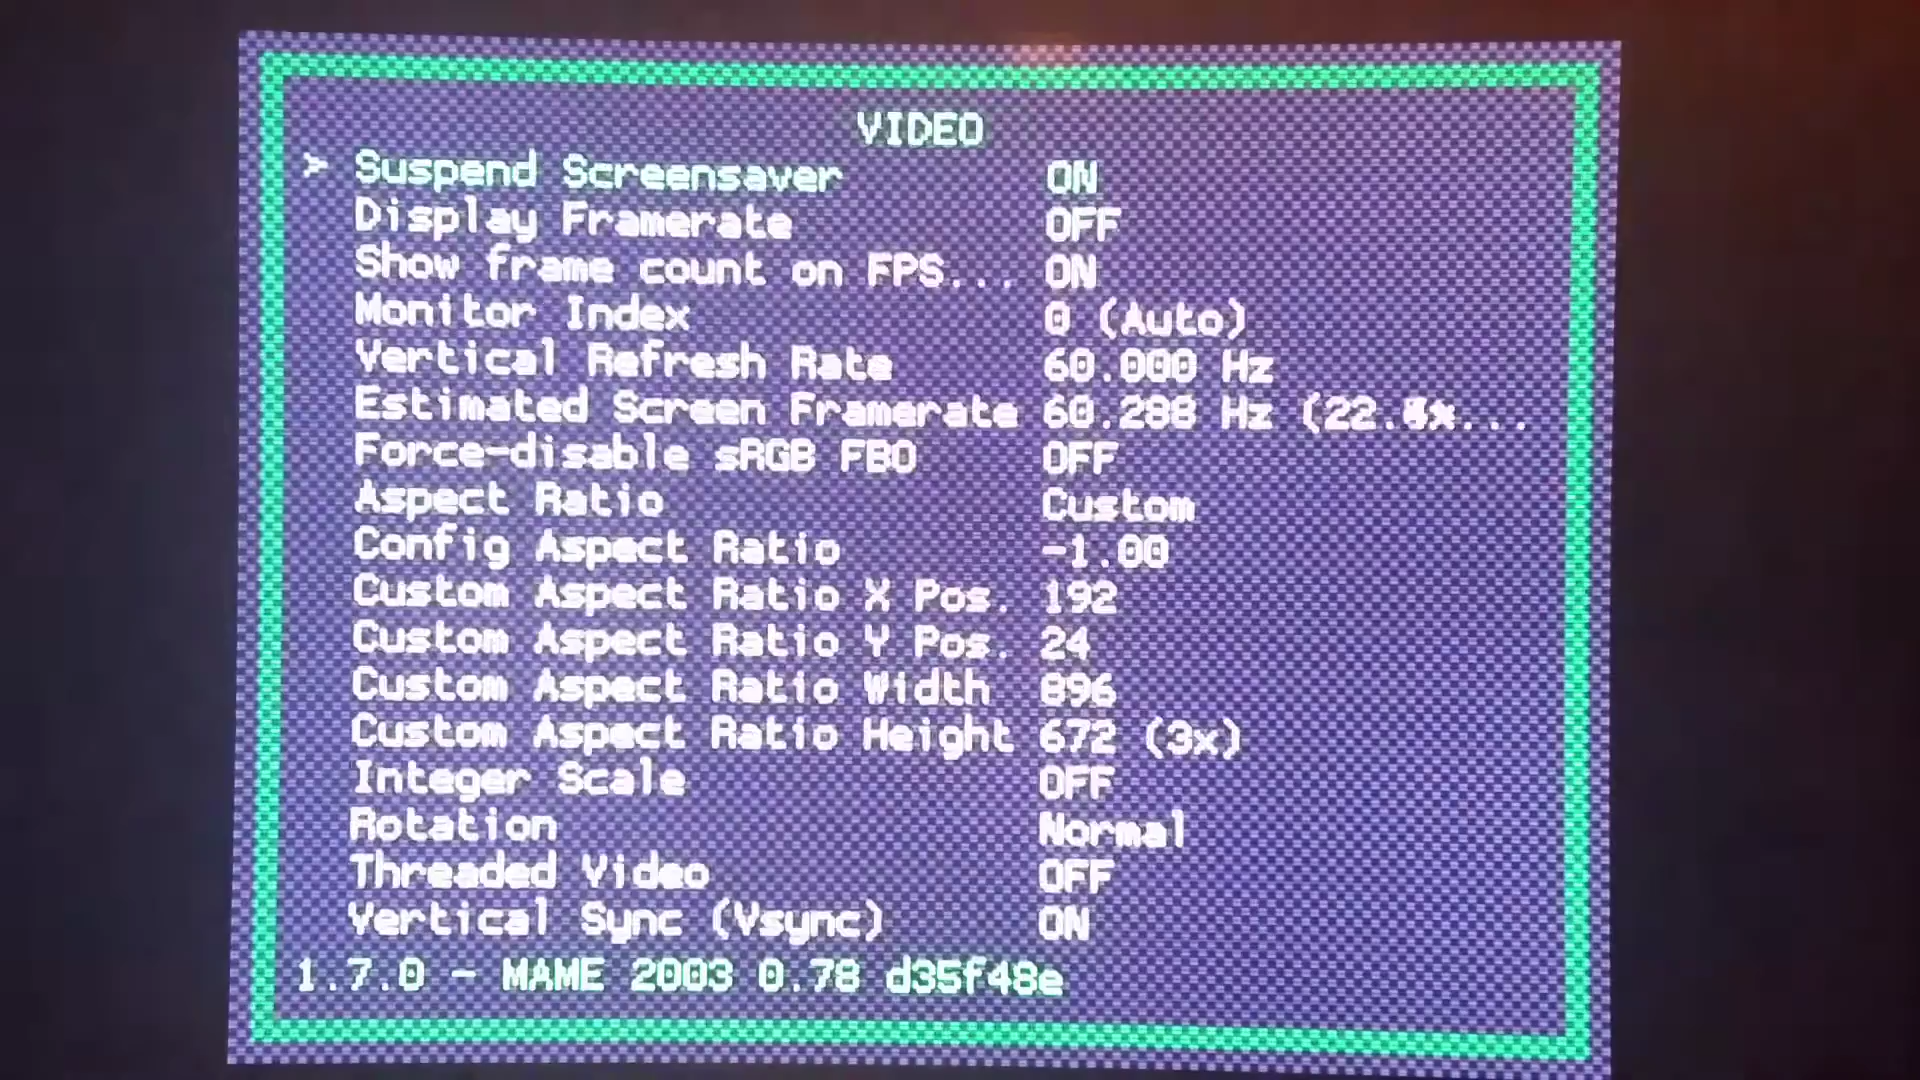 VIDEO
> Suspend Screensaver ON
Display Framerate OFF
Show frame count on FPS... ON
Monitor Index 0 (Auto)
Vertical Refresh Rate 60.000 Hz
Estimated Screen Framerate 60.288 Hz (22.
Force-disable sRGB FBO OFF
Aspect Ratio Custom
Config Aspect Ratio -1.00
Custom Aspect Ratio X Pos. 192
Custom Aspect Ratio Y Pos. 24
Custom Aspect Ratio Width 896
Custom Aspect Ratio Height 672 (3x)
Integer Scale OFF
Rotation Normal
Threaded Video OFF
Vertical Sync (Vsync) ON
1.7.0 - MAME 2003 0.78 d35f48e